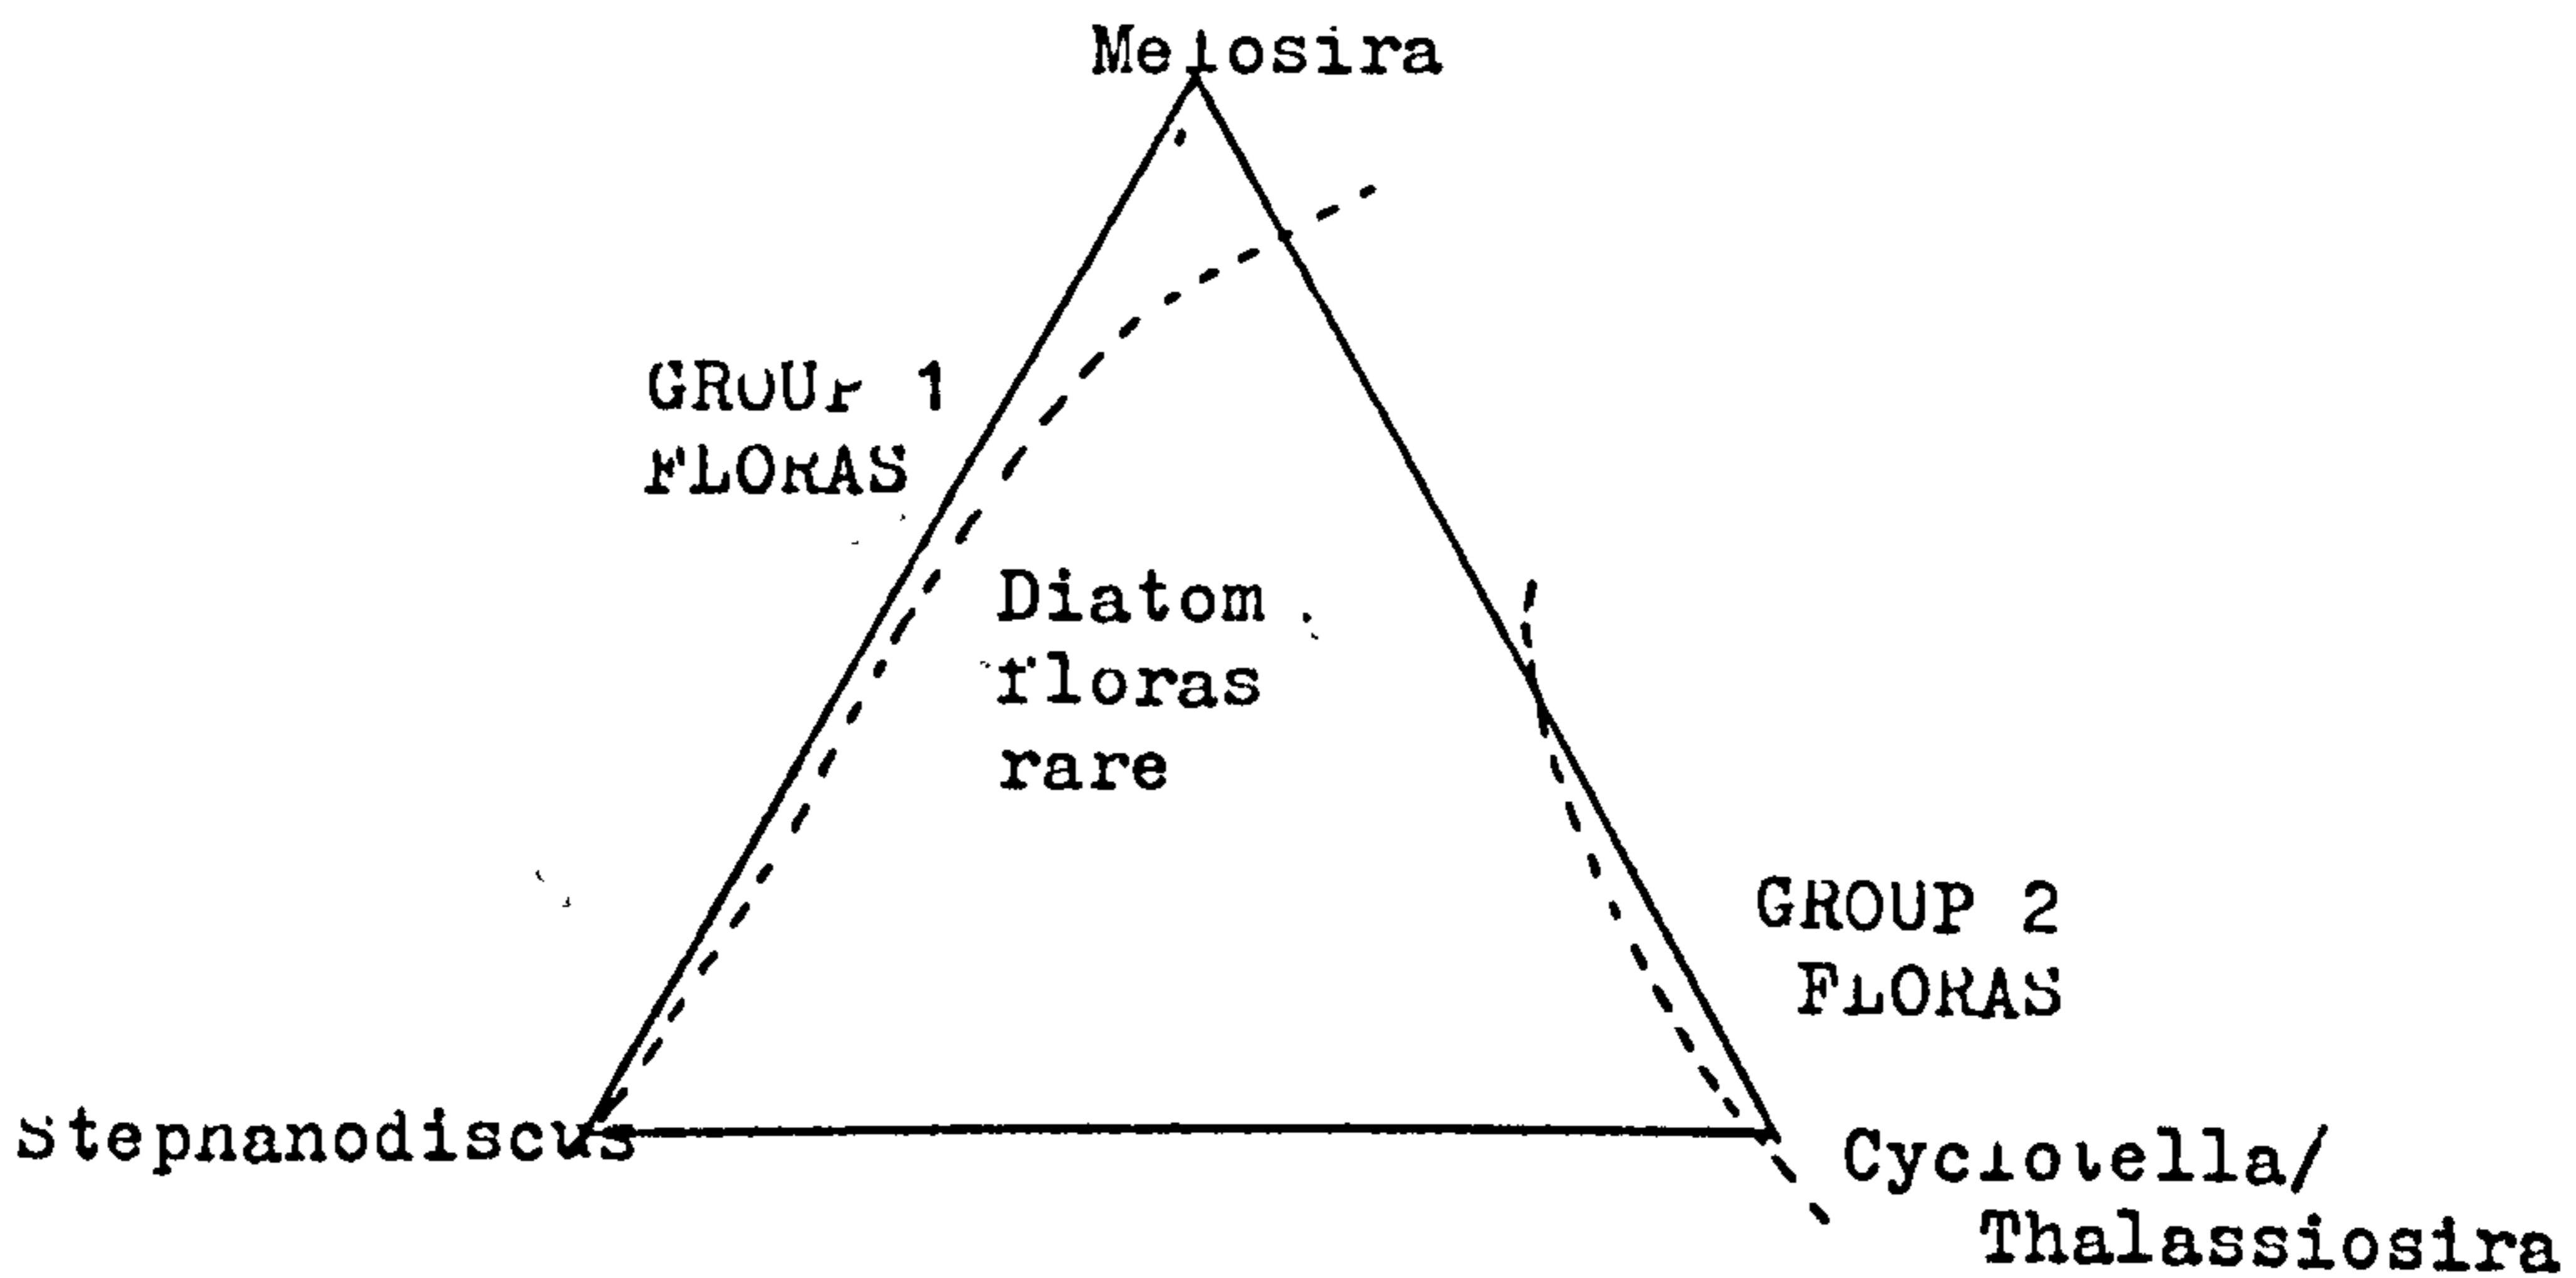 Melosira
GROUP 1
FLORAS
Diatom
floras
rare
GROUP 2
FLORAS
Stephanodiscus
Cyclotella/
Thalassiosira